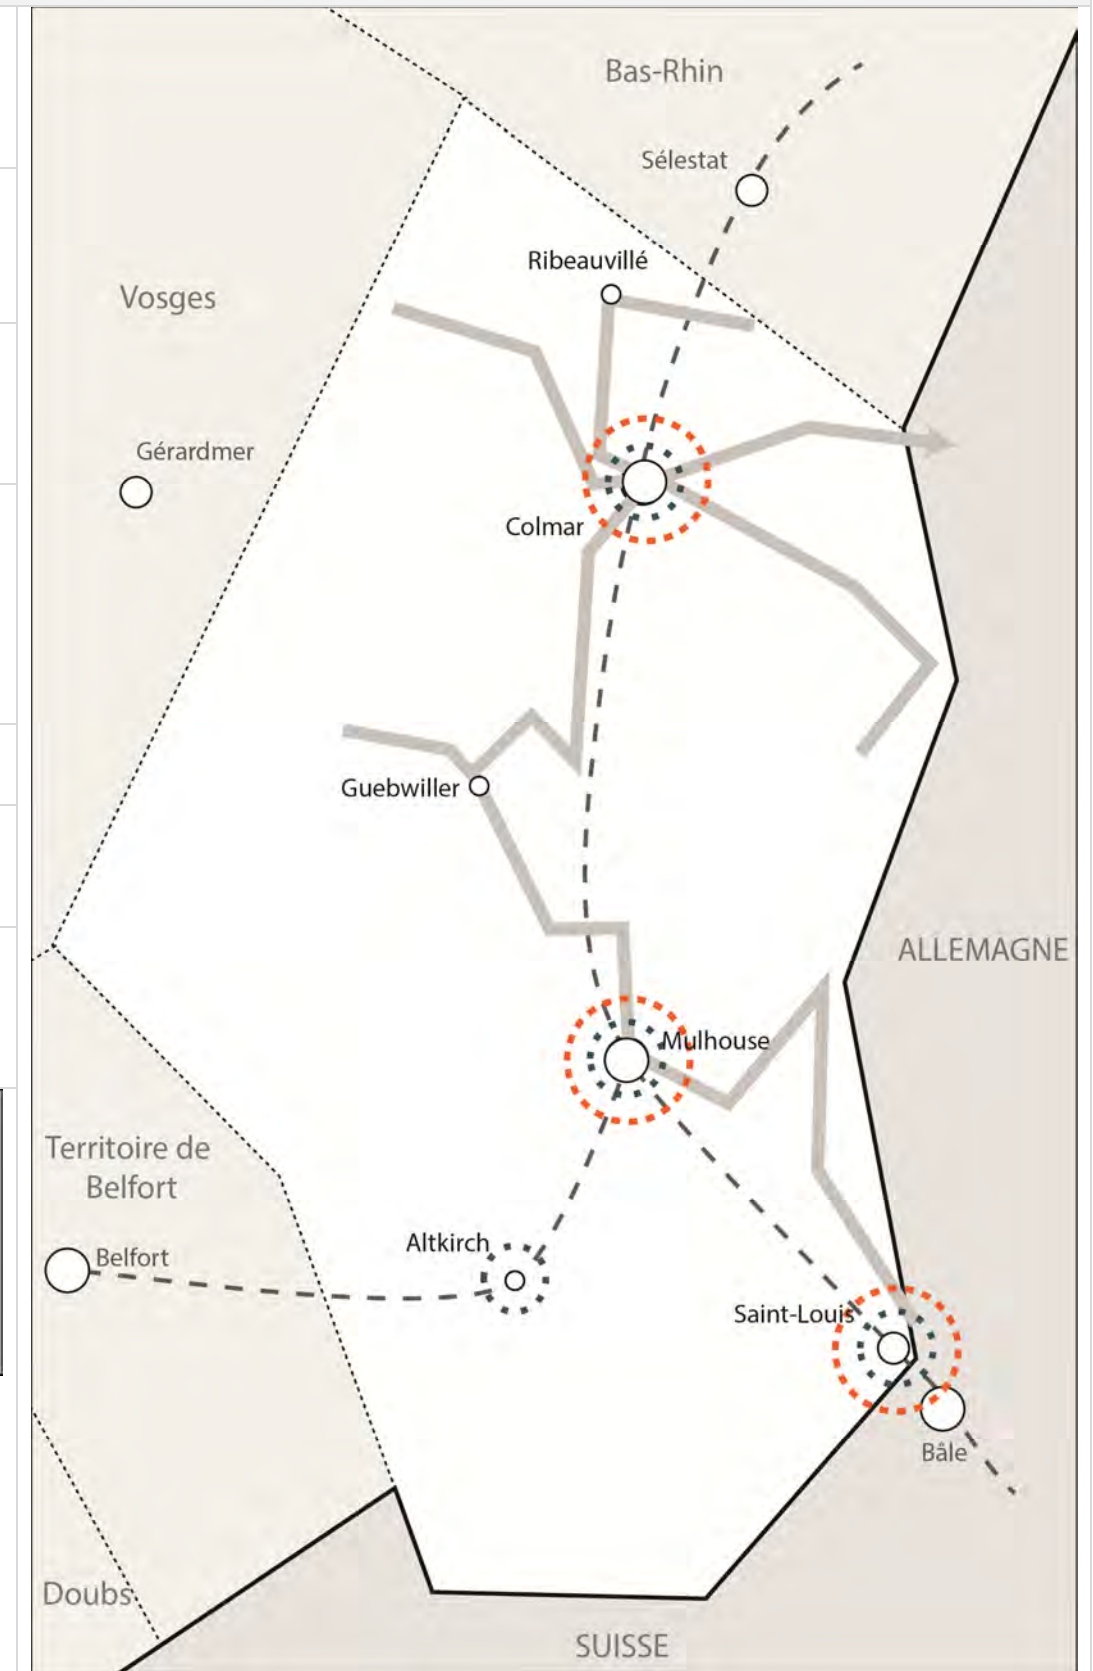 Bas-Rhin
Sélestat
Ribeauvillé
Vosges
Gérardmer
Colmar
Guebwiller
ALLEMAGNE
Mulhouse
Territoire de
Belfort
Altkirch
Belfort
Saint-Louis
Bâle
Doubs
SUISSE